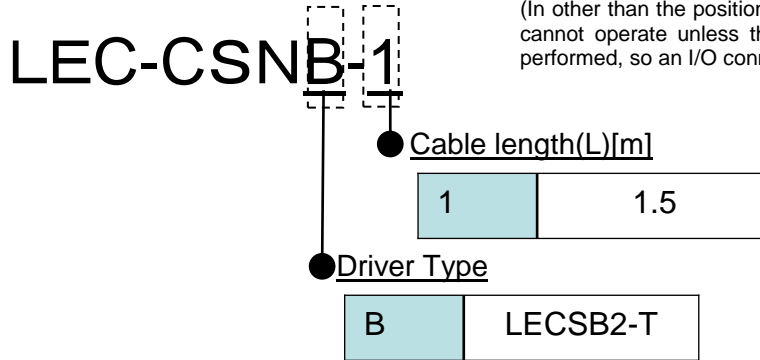 (In other than the position
cannot operate unless th
performed, so an I/O con
LEC-CSNB-1
Cable length(L)[m]
1 1.5
Driver Type
B LECSB2-T